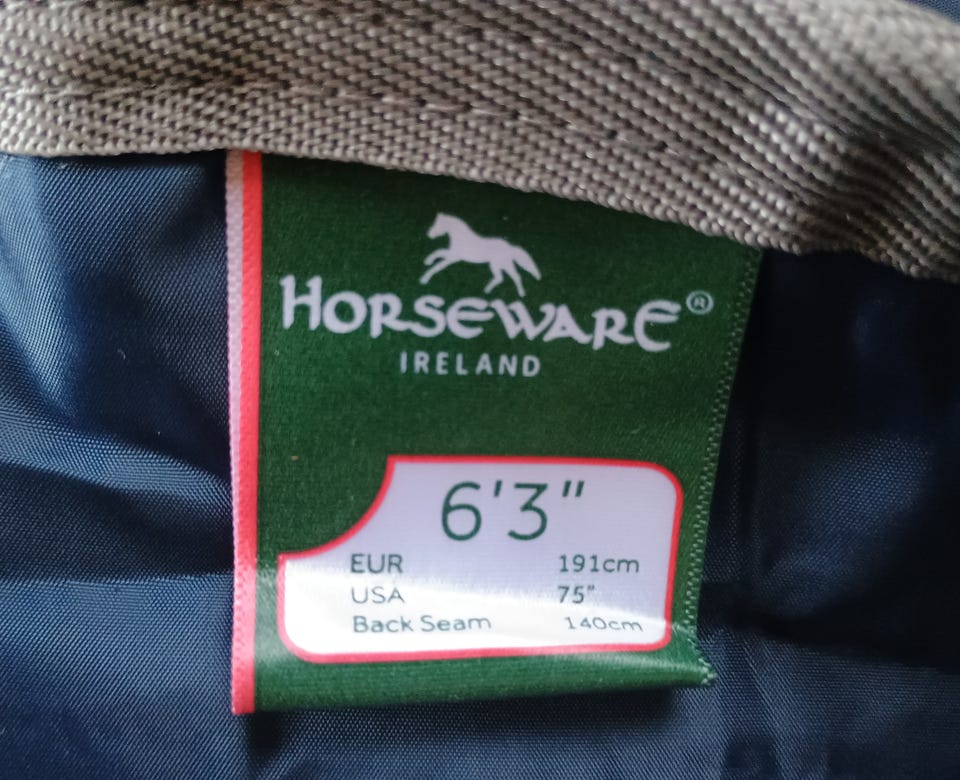 HORSEWARE®
IRELAND
6'3"
EUR 191cm
USA 75"
Back Seam 140cm